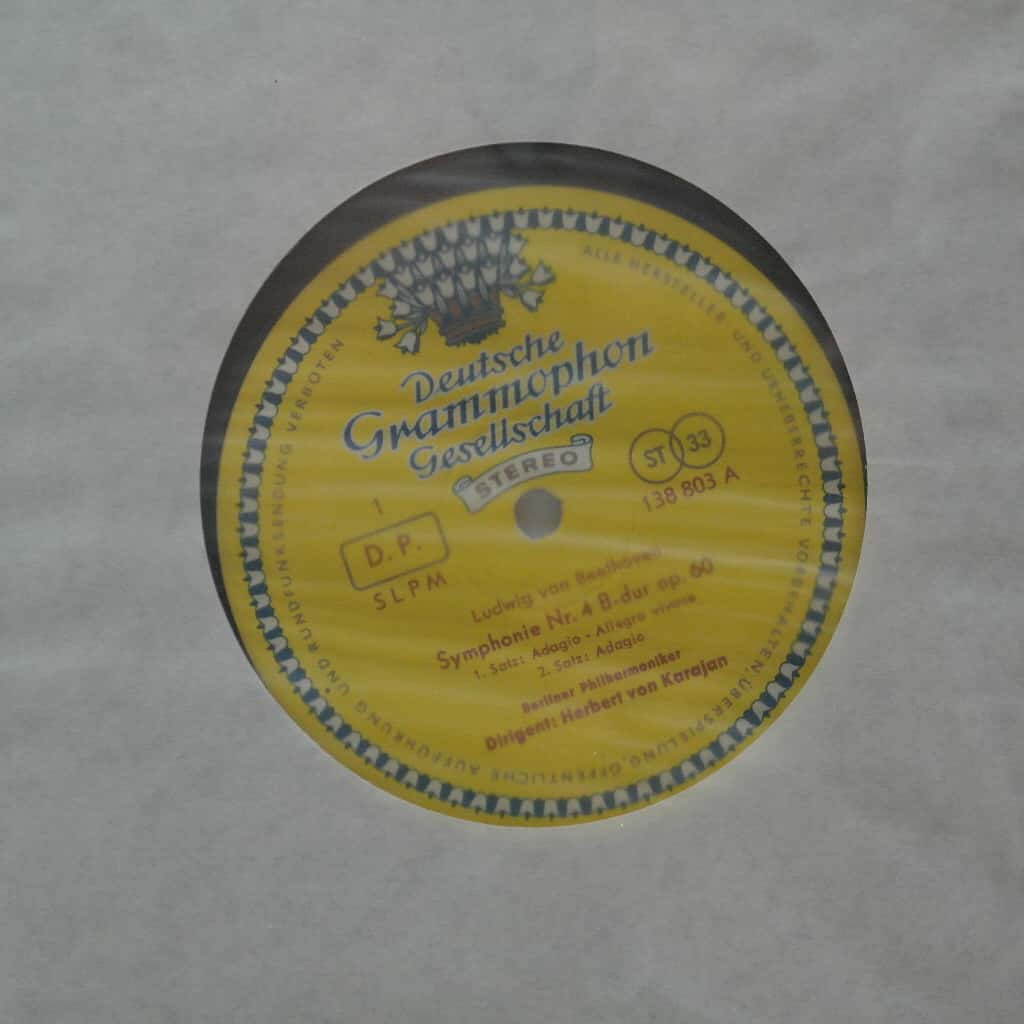 Deutsche
Grammophon
Gesellschaft
STEREO
ST 33
138 803 A
1
D.P.
SLPM
Ludwig van Beethoven
Symphonie Nr. 4 B-dur op. 60
1. Satz: Adagio - Allegro vivace
2. Satz: Adagio
Berliner Philharmoniker
Dirigent: Herbert von Karajan
ALLE HERSTELLER- UND URHEBERRECHTE VORBEHALTEN. ÜBERSPIELUNG, ÖFFENTLICHE AUFFÜHRUNG UND RUNDFUNKSENDUNG VERBOTEN